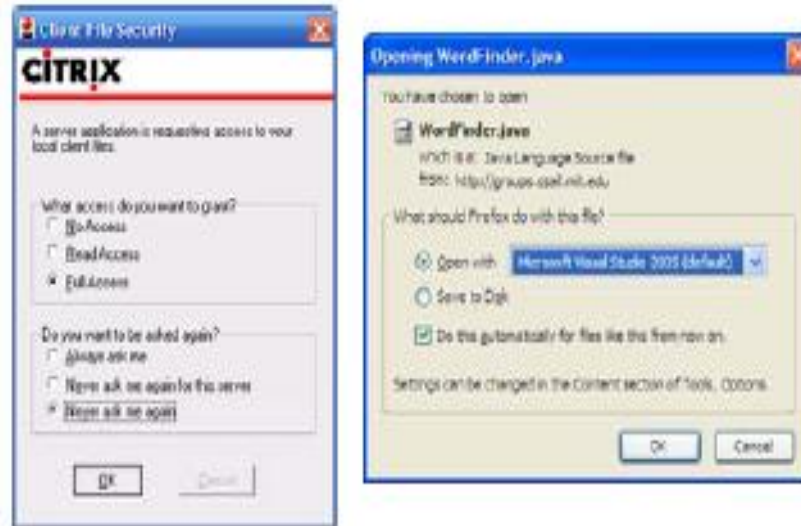 Client File Security
CITRIX
A server application is requesting access to your
local client files.
What access do you want to grant?
No Access
Read Access
Full Access
Do you want to be asked again?
Always ask me
Never ask me again for this server
Never ask me again
OK
Cancel
Opening WordFinder.java
You have chosen to open
WordFinder.java
which is a: Java Language Source file
from: http://groups.csail.mit.edu
What should Firefox do with this file?
Open with Microsoft Visual Studio 2005 (default)
Save to Disk
Do this automatically for files like this from now on.
Settings can be changed in the Content section of Tools, Options.
OK
Cancel